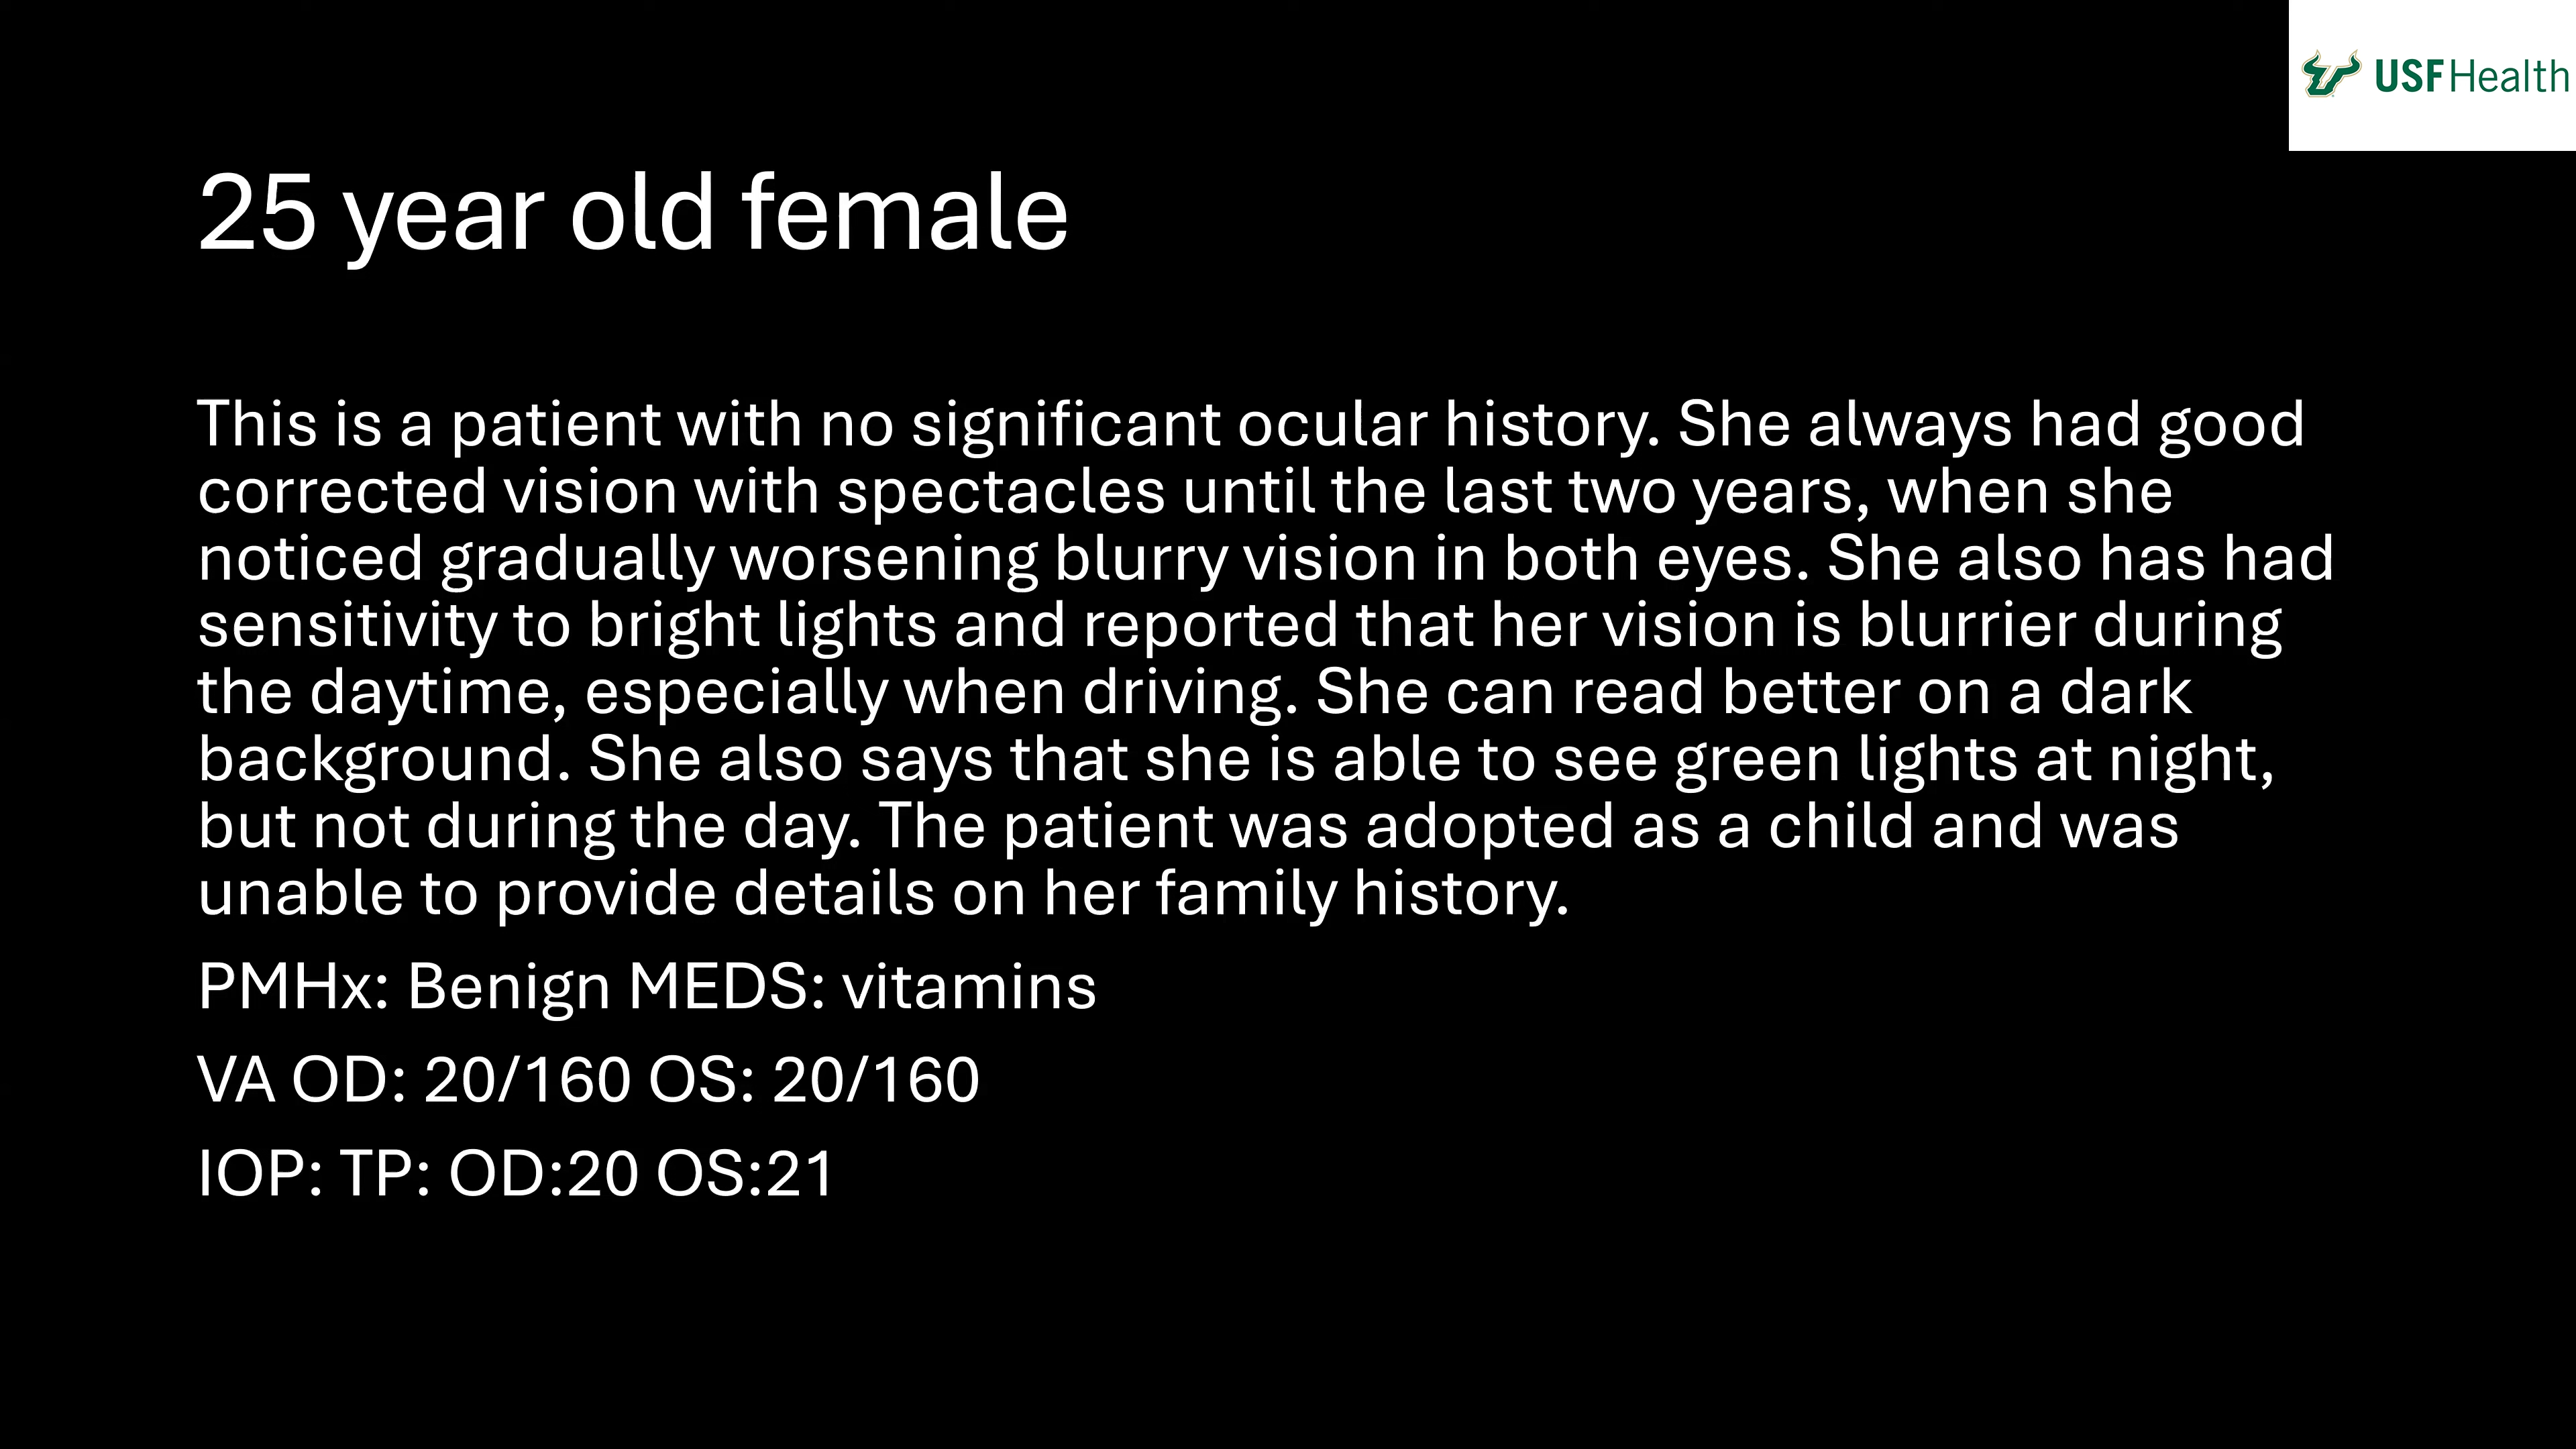 USFHealth
25 year old female
This is a patient with no significant ocular history. She always had good
corrected vision with spectacles until the last two years, when she
noticed gradually worsening blurry vision in both eyes. She also has had
sensitivity to bright lights and reported that her vision is blurrier during
the daytime, especially when driving. She can read better on a dark
background. She also says that she is able to see green lights at night,
but not during the day. The patient was adopted as a child and was
unable to provide details on her family history.
PMHx: Benign MEDS: vitamins
VA OD: 20/160 OS: 20/160
IOP: TP: OD:20 OS:21